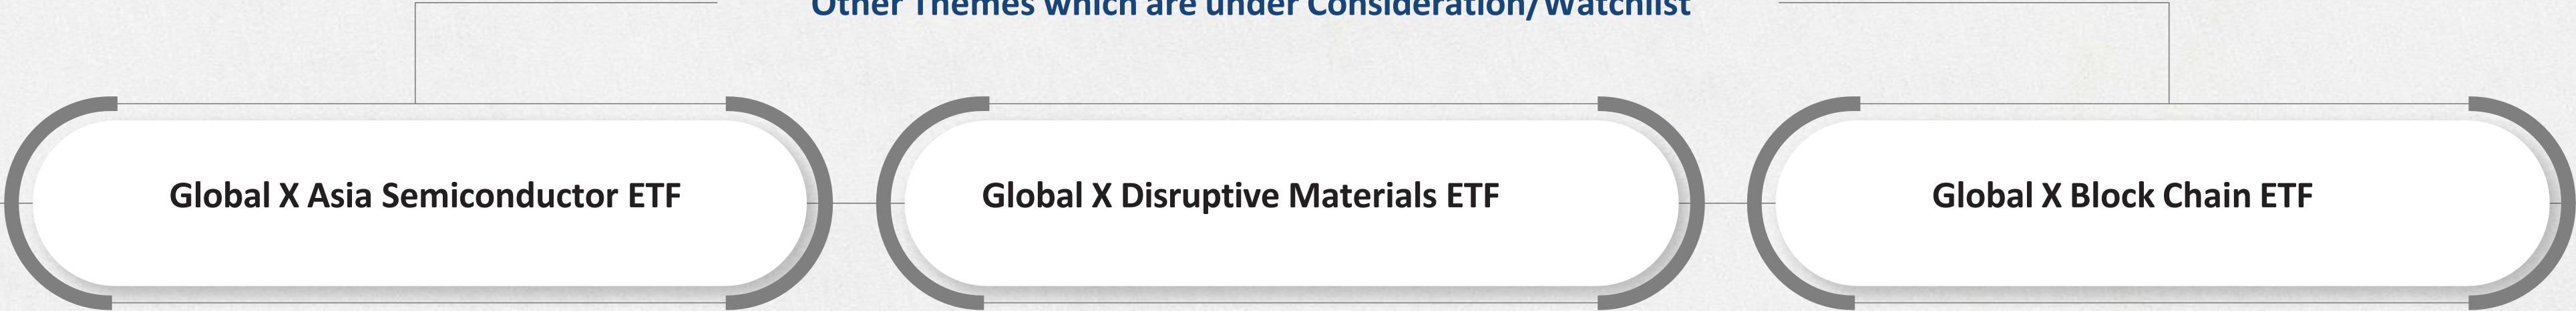 Other Themes which are under Consideration/Watchlist
Global X Asia Semiconductor ETF
Global X Disruptive Materials ETF
Global X Block Chain ETF